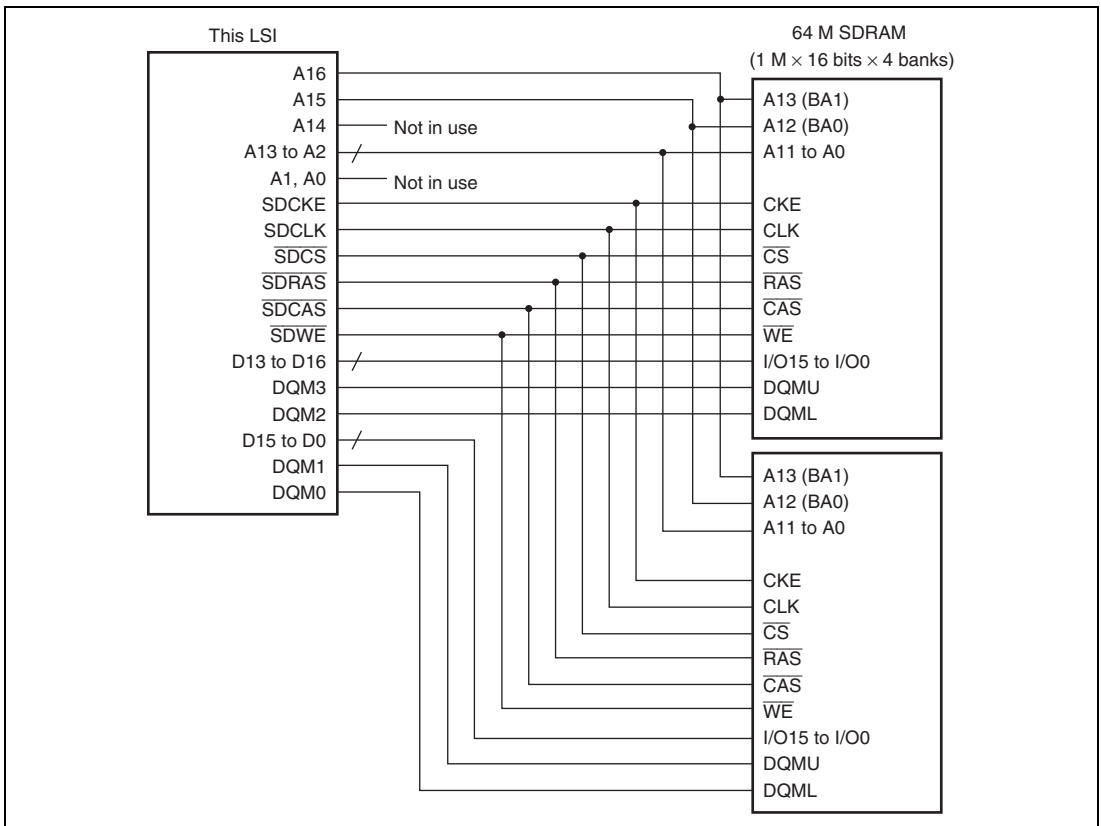 This LSI
A16
A15
A14
Not in use
A13 to A2
A1, A0
Not in use
SDCKE
SDCLK
SDCS
SDRAS
SDCAS
SDWE
D13 to D16
DQM3
DQM2
D15 to D0
DQM1
DQM0
64 M SDRAM
(1 M × 16 bits × 4 banks)
A13 (BA1)
A12 (BA0)
A11 to A0
CKE
CLK
CS
RAS
CAS
WE
I/O15 to I/O0
DQMU
DQML
A13 (BA1)
A12 (BA0)
A11 to A0
CKE
CLK
CS
RAS
CAS
WE
I/O15 to I/O0
DQMU
DQML